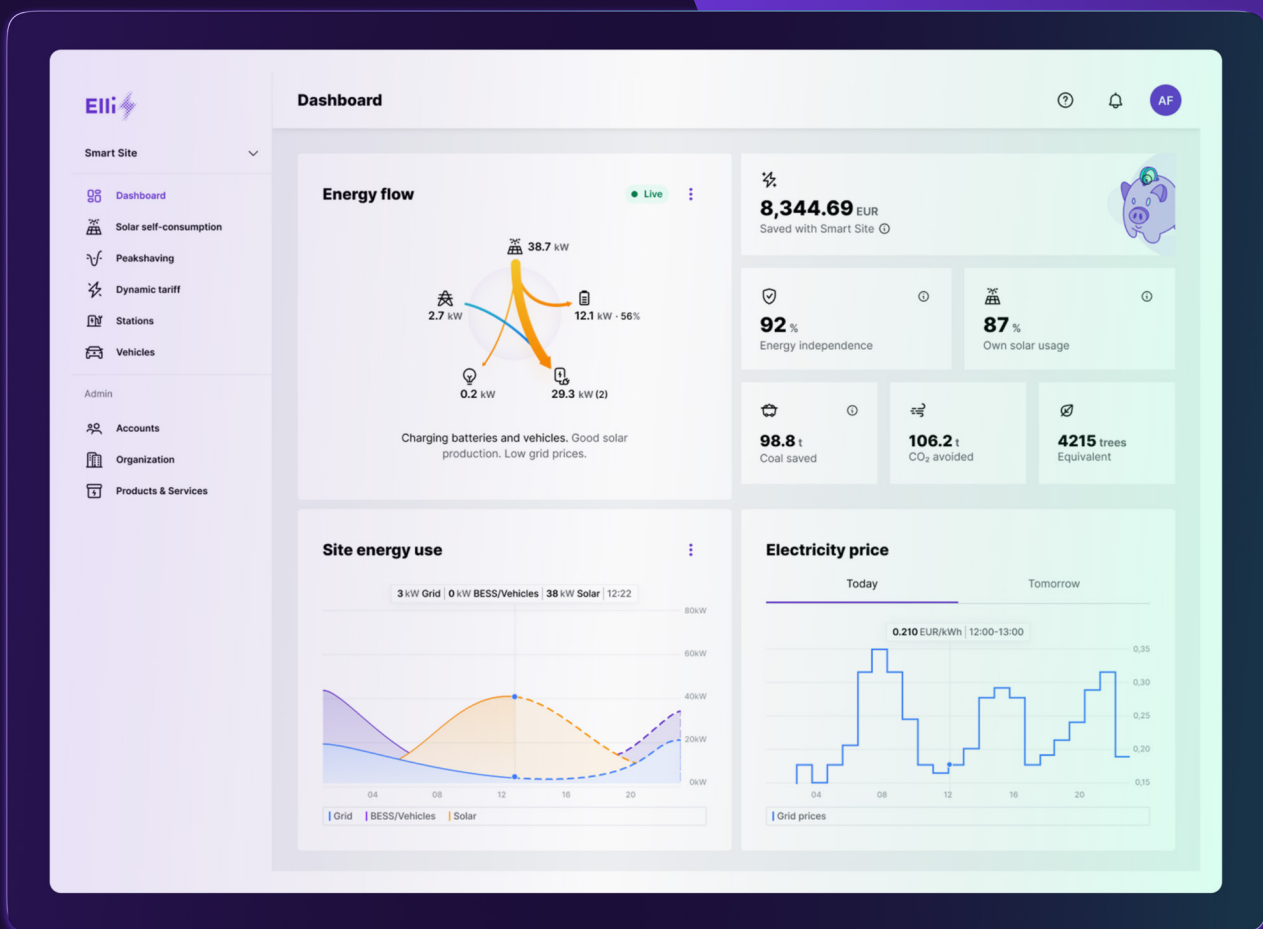 Elli
Smart Site
Dashboard
Solar self-consumption
Peakshaving
Dynamic tariff
Stations
Vehicles
Admin
Accounts
Organization
Products & Services
Dashboard
AF
Energy flow
Live
38.7 kW
2.7 kW
12.1 kW · 56%
0.2 kW
29.3 kW (2)
Charging batteries and vehicles. Good solar
production. Low grid prices.
8,344.69 EUR
Saved with Smart Site
92 %
Energy independence
87 %
Own solar usage
98.8 t
Coal saved
106.2 t
CO₂ avoided
4215 trees
Equivalent
Site energy use
3 kW Grid | 0 kW BESS/Vehicles | 38 kW Solar | 12:22
80kW
60kW
40kW
20kW
0kW
04 08 12 16 20
Grid BESS/Vehicles Solar
Electricity price
Today Tomorrow
0.210 EUR/kWh | 12:00-13:00
0,35
0,30
0,25
0,20
0,15
04 08 12 16 20
Grid prices